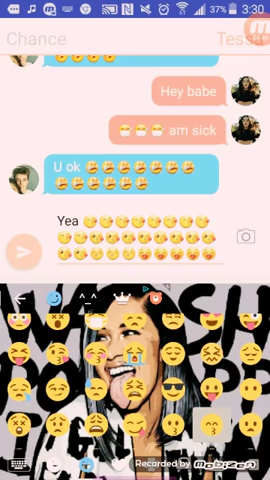 37% 3:30
Chance Tessa
Hey babe
😷 😷 😷 am sick
U ok
Yea
^_^
Recorded by Mobizen